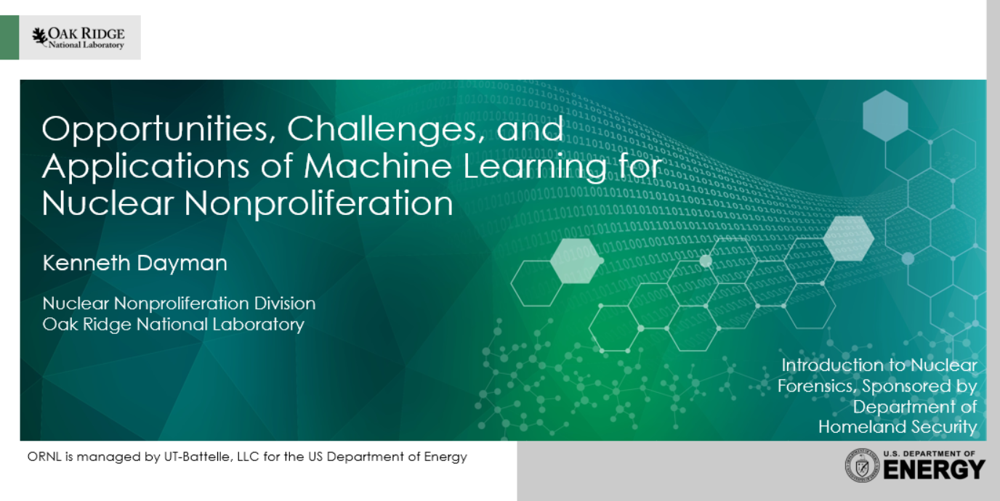 OAK RIDGE
National Laboratory
Opportunities, Challenges, and
Applications of Machine Learning for
Nuclear Nonproliferation
Kenneth Dayman
Nuclear Nonproliferation Division
Oak Ridge National Laboratory
Introduction to Nuclear
Forensics, Sponsored by
Department of
Homeland Security
ORNL is managed by UT-Battelle, LLC for the US Department of Energy
U.S. DEPARTMENT OF
ENERGY